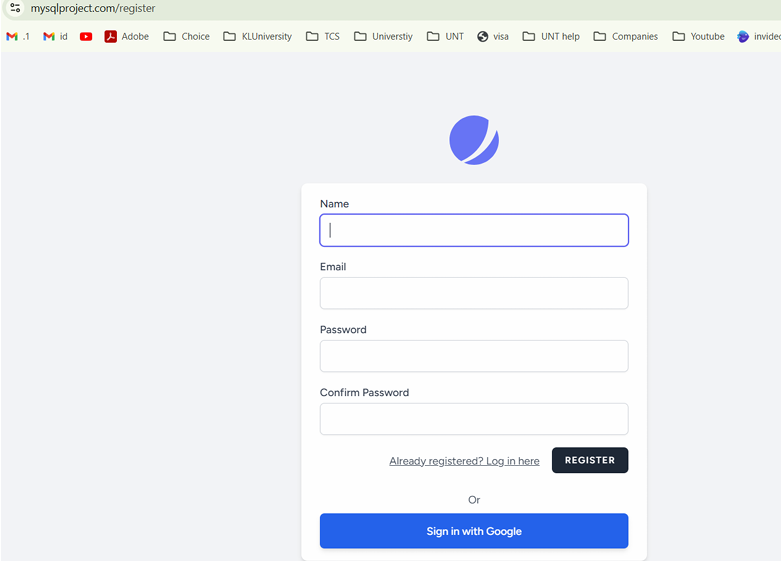 mysqlproject.com/register
.1 id Adobe Choice KLUniversity TCS Universtiy UNT visa UNT help Companies Youtube invideo
Name
Email
Password
Confirm Password
Already registered? Log in here REGISTER
Or
Sign in with Google